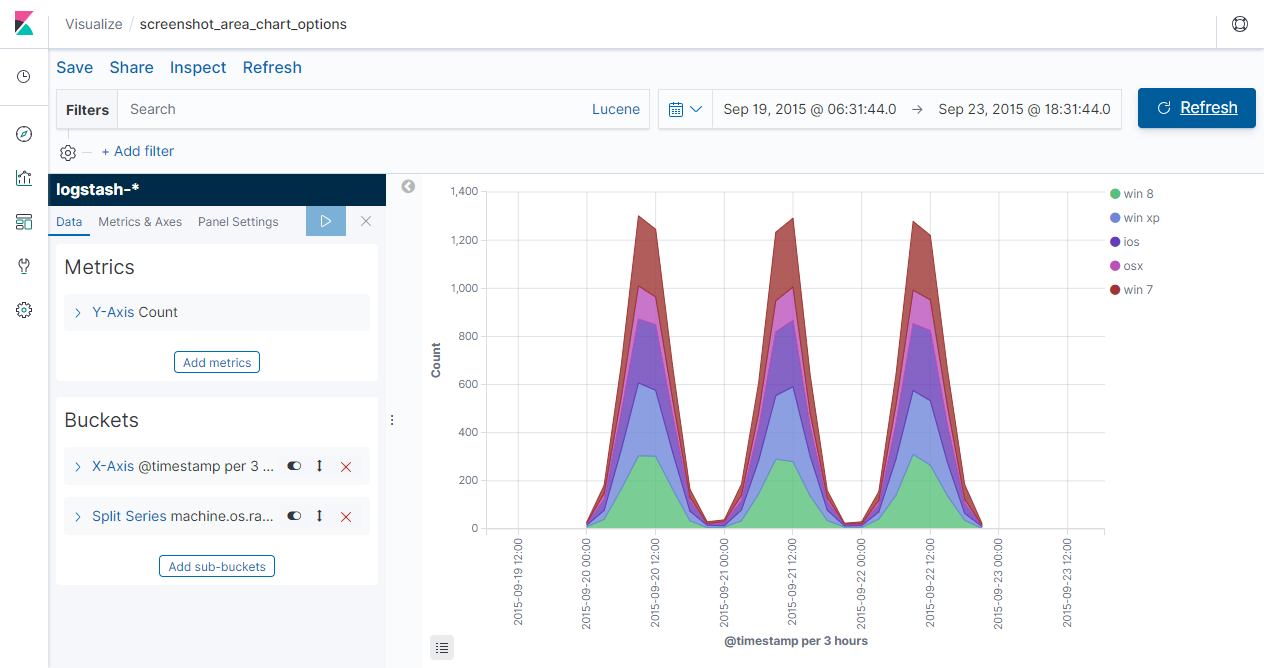 Visualize / screenshot_area_chart_options
Save Share Inspect Refresh
Filters Search Lucene Sep 19, 2015 @ 06:31:44.0 → Sep 23, 2015 @ 18:31:44.0 Refresh
+ Add filter
logstash-*
Data Metrics & Axes Panel Settings
Metrics
Y-Axis Count
Add metrics
Buckets
X-Axis @timestamp per 3 ...
Split Series machine.os.ra...
Add sub-buckets
Count
1,400
1,200
1,000
800
600
400
200
0
2015-09-19 12:00
2015-09-20 00:00
2015-09-20 12:00
2015-09-21 00:00
2015-09-21 12:00
2015-09-22 00:00
2015-09-22 12:00
2015-09-23 00:00
2015-09-23 12:00
@timestamp per 3 hours
win 8
win xp
ios
osx
win 7